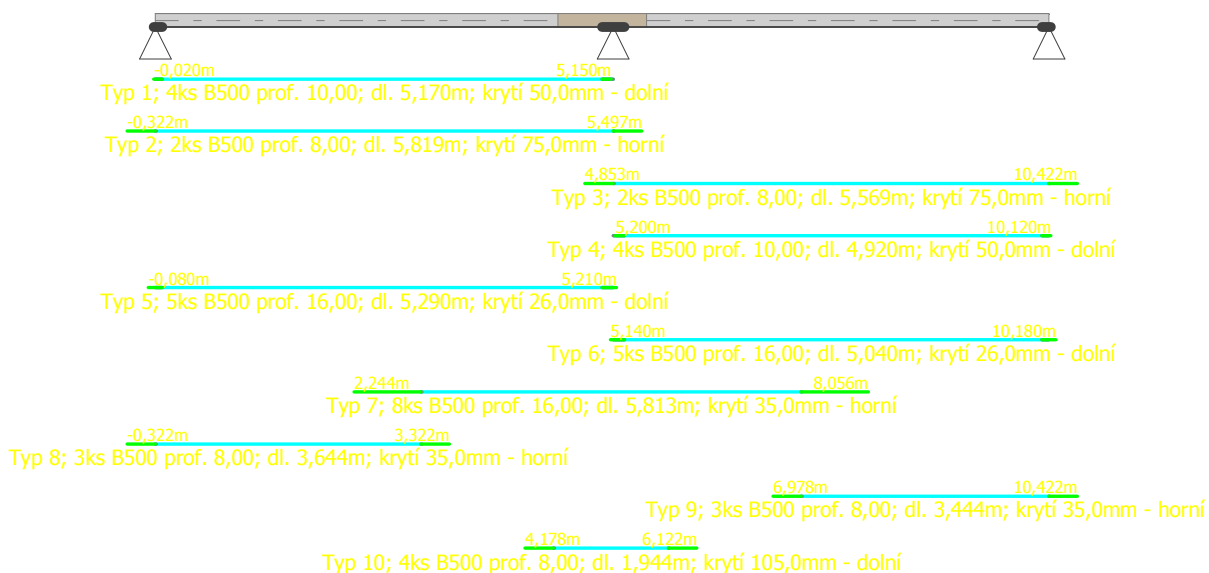 -0,020m 5,150m
Typ 1; 4ks B500 prof. 10,00; dl. 5,170m; krytí 50,0mm - dolní
-0,322m 5,497m
Typ 2; 2ks B500 prof. 8,00; dl. 5,819m; krytí 75,0mm - horní
4,853m 10,422m
Typ 3; 2ks B500 prof. 8,00; dl. 5,569m; krytí 75,0mm - horní
5,200m 10,120m
Typ 4; 4ks B500 prof. 10,00; dl. 4,920m; krytí 50,0mm - dolní
-0,080m 5,210m
Typ 5; 5ks B500 prof. 16,00; dl. 5,290m; krytí 26,0mm - dolní
5,140m 10,180m
Typ 6; 5ks B500 prof. 16,00; dl. 5,040m; krytí 26,0mm - dolní
2,244m 8,056m
Typ 7; 8ks B500 prof. 16,00; dl. 5,813m; krytí 35,0mm - horní
-0,322m 3,322m
Typ 8; 3ks B500 prof. 8,00; dl. 3,644m; krytí 35,0mm - horní
6,978m 10,422m
Typ 9; 3ks B500 prof. 8,00; dl. 3,444m; krytí 35,0mm - horní
4,178m 6,122m
Typ 10; 4ks B500 prof. 8,00; dl. 1,944m; krytí 105,0mm - dolní